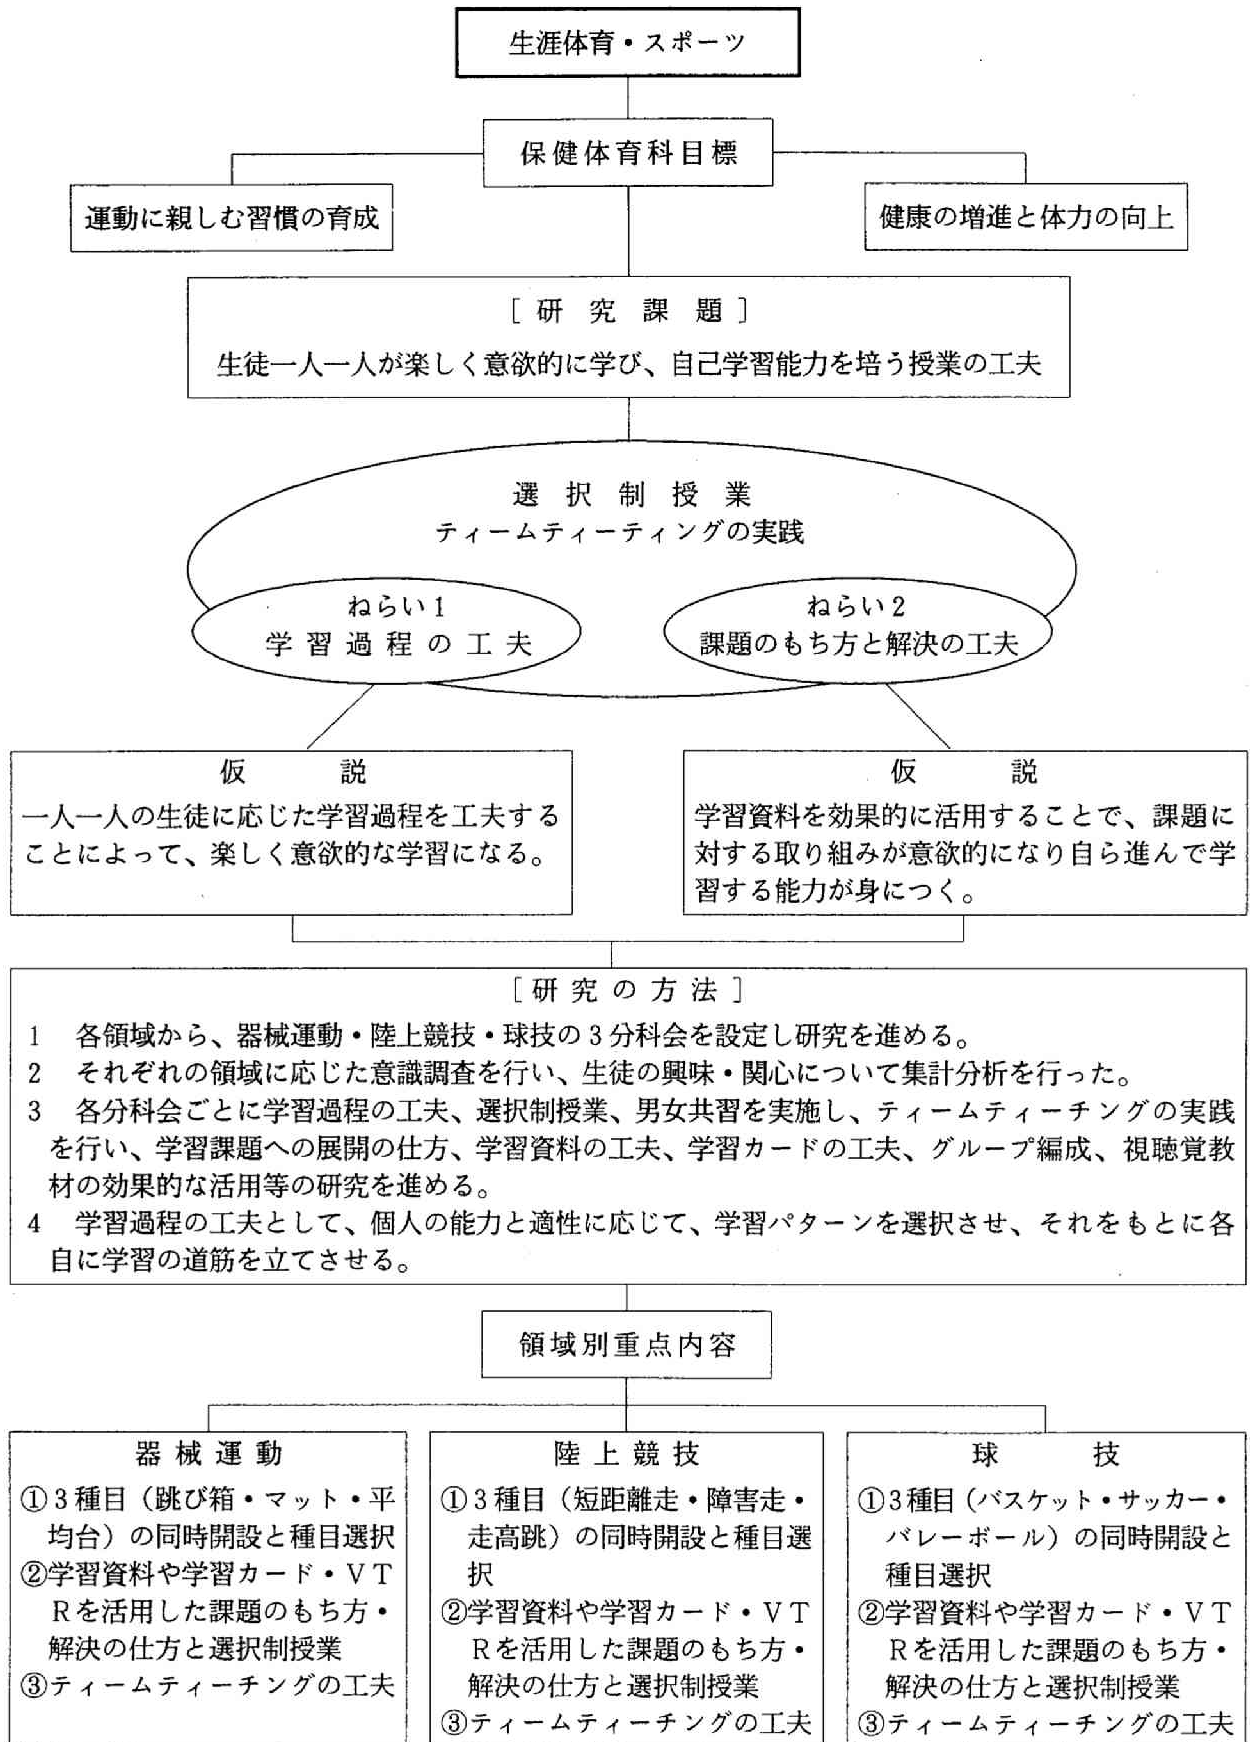 生涯体育・スポーツ
保健体育科目標
運動に親しむ習慣の育成
健康の増進と体力の向上
［研究課題］
生徒一人一人が楽しく意欲的に学び、自己学習能力を培う授業の工夫
選択制授業
ティームティーティングの実践
ねらい1
学習過程の工夫
ねらい2
課題のもち方と解決の工夫
仮説
一人一人の生徒に応じた学習過程を工夫する
ことによって、楽しく意欲的な学習になる。
仮説
学習資料を効果的に活用することで、課題に
対する取り組みが意欲的になり自ら進んで学
習する能力が身につく。
［研究の方法］
1　各領域から、器械運動・陸上競技・球技の3分科会を設定し研究を進める。
2　それぞれの領域に応じた意識調査を行い、生徒の興味・関心について集計分析を行った。
3　各分科会ごとに学習過程の工夫、選択制授業、男女共習を実施し、ティームティーチングの実践
を行い、学習課題への展開の仕方、学習資料の工夫、学習カードの工夫、グループ編成、視聴覚教
材の効果的な活用等の研究を進める。
4　学習過程の工夫として、個人の能力と適性に応じて、学習パターンを選択させ、それをもとに各
自に学習の道筋を立てさせる。
領域別重点内容
器械運動
①3種目（跳び箱・マット・平
均台）の同時開設と種目選択
②学習資料や学習カード・ＶＴ
Ｒを活用した課題のもち方・
解決の仕方と選択制授業
③ティームティーチングの工夫
陸上競技
①3種目（短距離走・障害走・
走高跳）の同時開設と種目選
択
②学習資料や学習カード・ＶＴ
Ｒを活用した課題のもち方・
解決の仕方と選択制授業
③ティームティーチングの工夫
球技
①3種目（バスケット・サッカー・
バレーボール）の同時開設と
種目選択
②学習資料や学習カード・ＶＴ
Ｒを活用した課題のもち方・
解決の仕方と選択制授業
③ティームティーチングの工夫